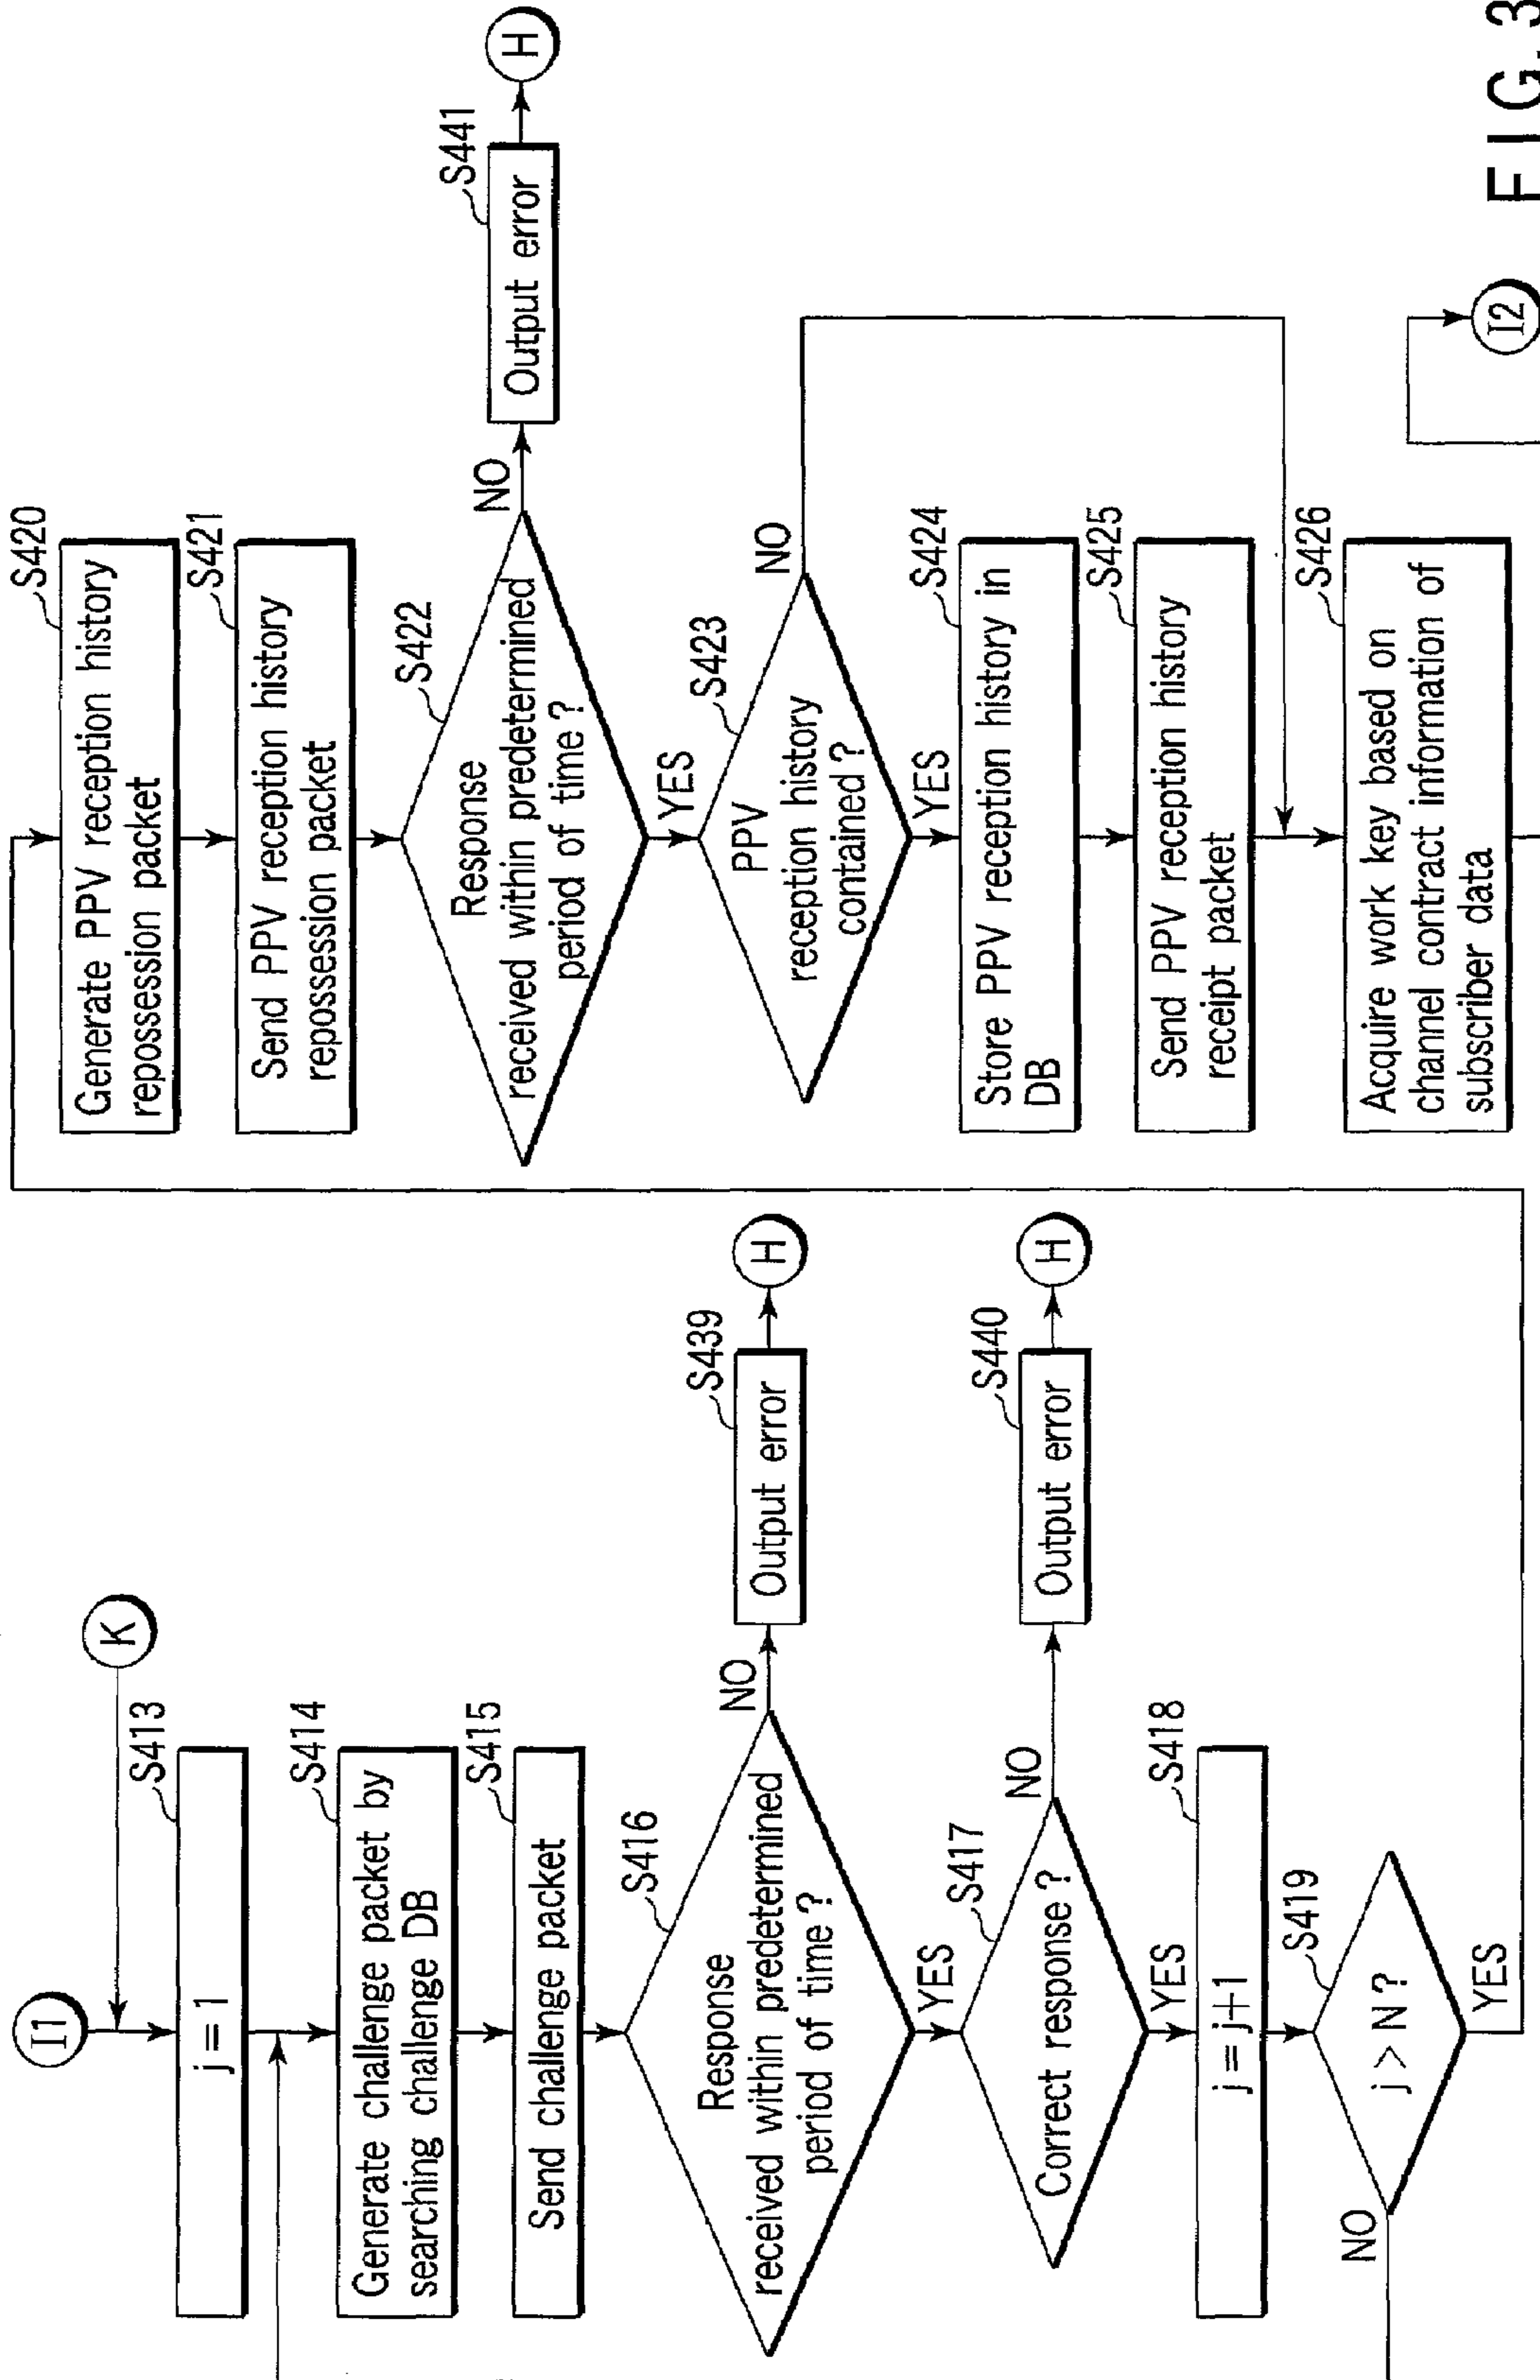 I1
K
S413
j = 1
S414
Generate challenge packet by
searching challenge DB
S415
Send challenge packet
S416
Response
received within predetermined
period of time ?
NO
S439
Output error
H
YES
S417
Correct response ?
NO
S440
Output error
H
YES
S418
j = j+1
S419
j > N ?
NO
YES
S420
Generate PPV reception history
repossession packet
S421
Send PPV reception history
repossession packet
S422
Response
received within predetermined
period of time ?
NO
S441
Output error
H
YES
S423
PPV
reception history
contained ?
NO
YES
S424
Store PPV reception history in
DB
S425
Send PPV reception history
receipt packet
S426
Acquire work key based on
channel contract information of
subscriber data
I2
FIG. 3